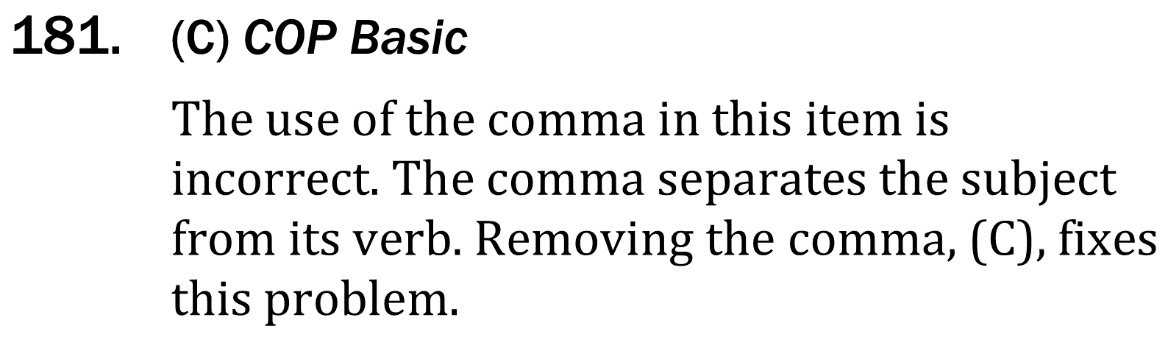 181. (C) COP Basic
The use of the comma in this item is
incorrect. The comma separates the subject
from its verb. Removing the comma, (C), fixes
this problem.